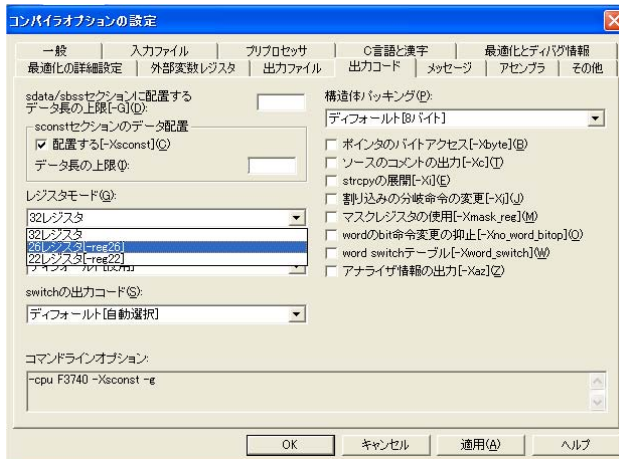 コンパイラオプションの設定
一般
入力ファイル
プリプロセッサ
C言語と漢字
最適化とディバグ情報
最適化の詳細設定
外部変数レジスタ
出力ファイル
出力コード
メッセージ
アセンブラ
その他
sdata/sbssセクションに配置する
データ長の上限[-G](D):
sconstセクションのデータ配置
配置する[-Xsconst](C)
データ長の上限(I):
レジスタモード(G):
32レジスタ
32レジスタ
26レジスタ[-reg26]
22レジスタ[-reg22]
switchの出力コード(S):
ディフォールト[自動選択]
構造体パッキング(P):
ディフォールト[8バイト]
ポインタのバイトアクセス[-Xbyte](B)
ソースのコメントの出力[-Xc](T)
strcpyの展開[-Xi](E)
割り込みの分岐命令の変更[-Xj](J)
マスクレジスタの使用[-Xmask_reg](M)
wordのbit命令変更の抑止[-Xno_word_bitop](O)
word switchテーブル[-Xword_switch](W)
アナライザ情報の出力[-Xaz](Z)
コマンドラインオプション:
-cpu F3740 -Xsconst -g
OK
キャンセル
適用(A)
ヘルプ